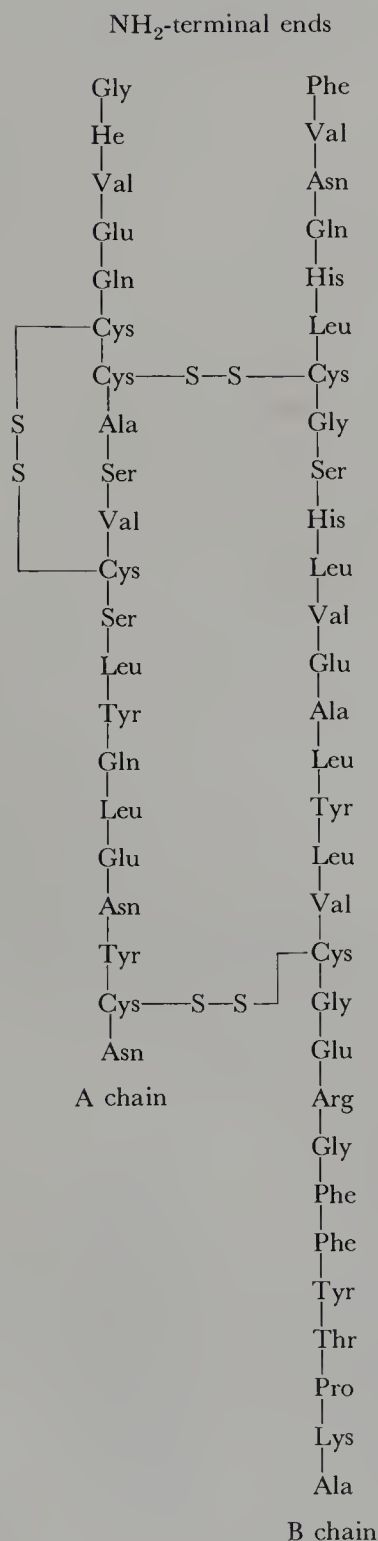 NH₂-terminal ends
Gly
He
Val
Glu
Gln
Cys
Cys—S—S—Cys
Ala
Ser
Val
Cys
S
S
Ser
Leu
Tyr
Gln
Leu
Glu
Asn
Tyr
Cys—S—S
Asn
A chain
Phe
Val
Asn
Gln
His
Leu
Gly
Ser
His
Leu
Val
Glu
Ala
Leu
Tyr
Leu
Val
Cys
Gly
Glu
Arg
Gly
Phe
Phe
Tyr
Thr
Pro
Lys
Ala
B chain